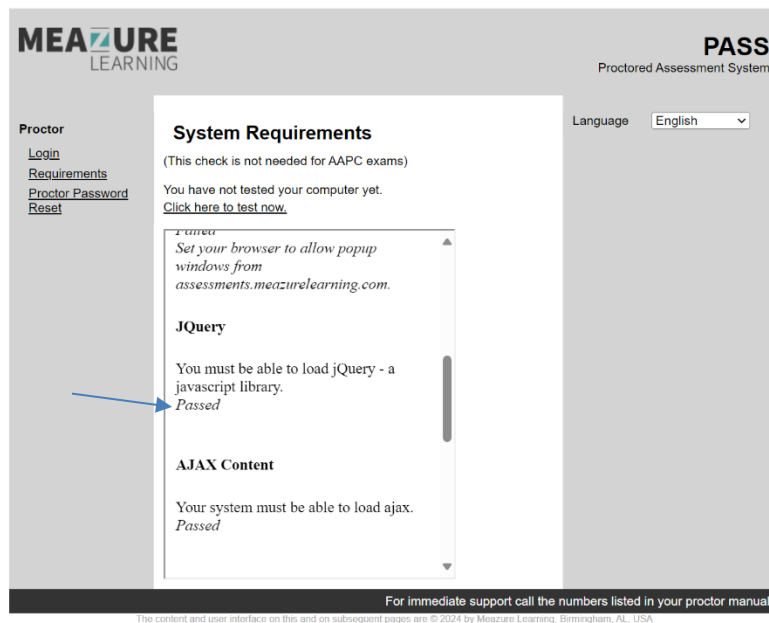 MEAZURE
LEARNING
PASS
Proctored Assessment System
Proctor
Login
Requirements
Proctor Password
Reset
System Requirements
(This check is not needed for AAPC exams)
You have not tested your computer yet.
Click here to test now.
Failed
Set your browser to allow popup
windows from
assessments.meazurelearning.com.
JQuery
You must be able to load jQuery - a
javascript library.
Passed
AJAX Content
Your system must be able to load ajax.
Passed
Language English
For immediate support call the numbers listed in your proctor manual
The content and user interface on this and on subsequent pages are © 2024 by Meazure Learning, Birmingham, AL, USA